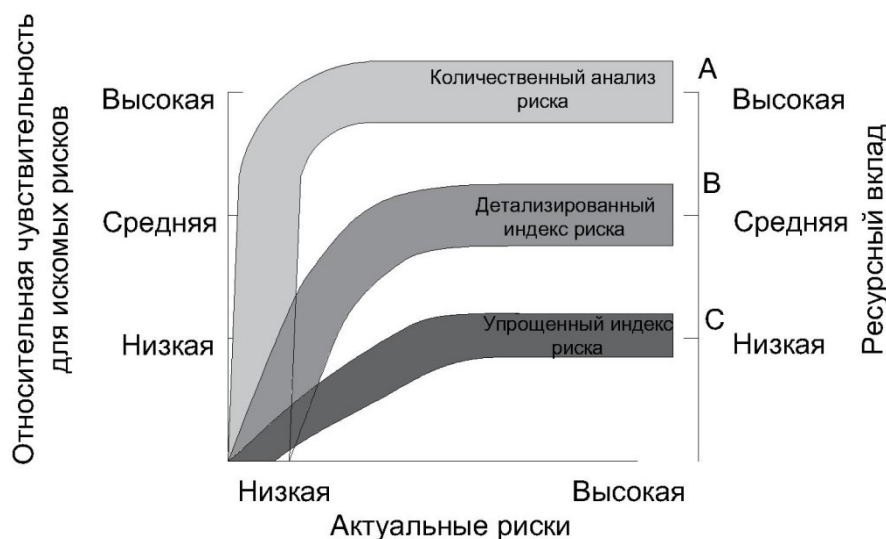 Относительная чувствительность
для искомых рисков
Высокая
Средняя
Низкая
Количественный анализ
риска
Детализированный
индекс риска
Упрощенный индекс
риска
A
B
C
Высокая
Средняя
Низкая
Ресурсный вклад
Низкая
Высокая
Актуальные риски